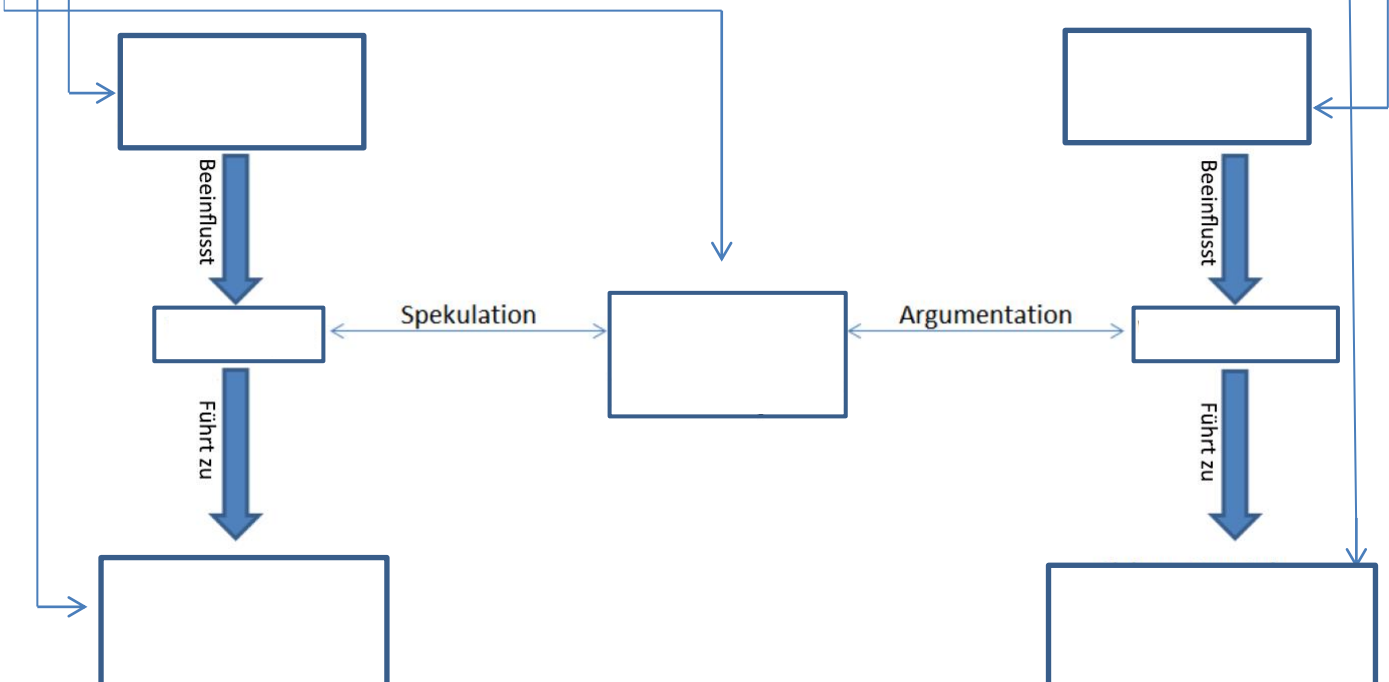 Beeinflusst
Beeinflusst
Spekulation
Argumentation
Führt zu
Führt zu